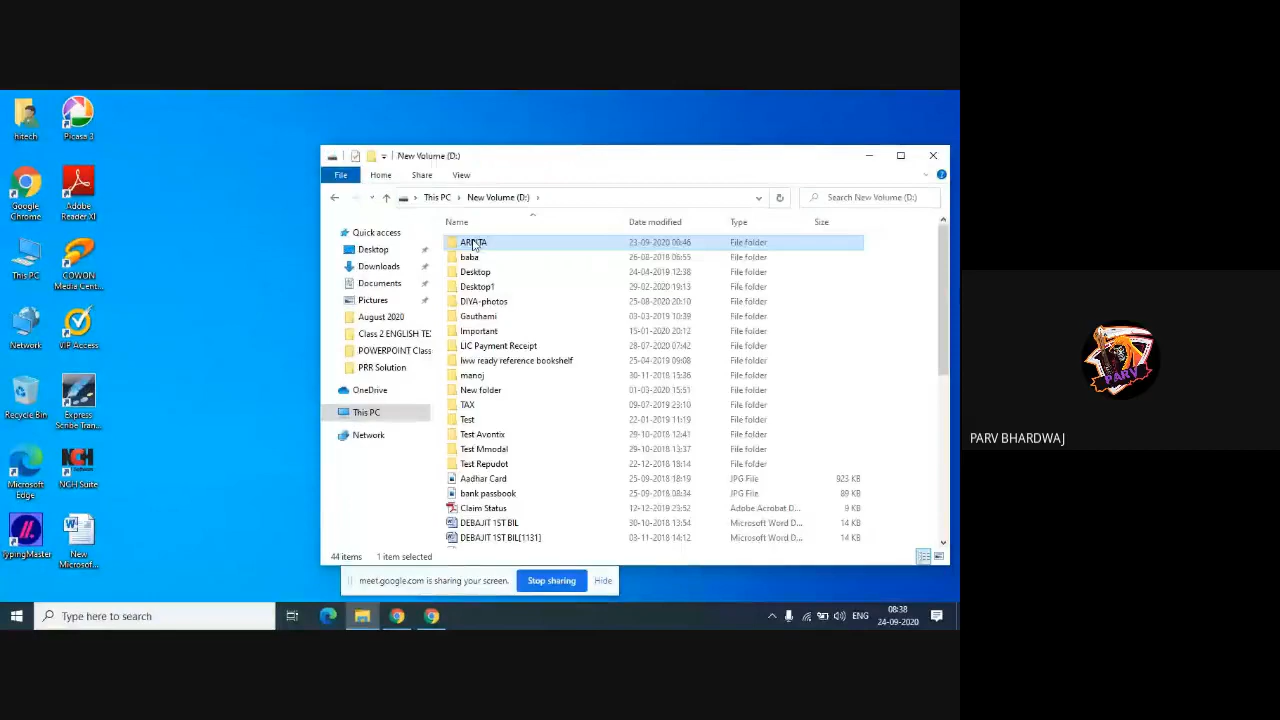 hitech
Picasa 3
Google Chrome
Adobe Reader XI
This PC
COWON Media Cent...
Network
VIP Access
Recycle Bin
Express Scribe Tran...
Microsoft Edge
NCH Suite
TypingMaster
New Microsof...
New Volume (D:)
File Home Share View
This PC New Volume (D:)
Search New Volume (D:)
Quick access
Desktop
Downloads
Documents
Pictures
August 2020
Class 2 ENGLISH TE
POWERPOINT Class
PRR Solution
OneDrive
This PC
Network
Name Date modified Type Size
23-09-2020 00:46 File folder
baba 26-08-2018 06:55 File folder
Desktop 24-04-2019 12:38 File folder
Desktop1 29-02-2020 19:13 File folder
DIYA-photos 25-08-2020 20:10 File folder
Gauthami 03-03-2019 10:39 File folder
Important 15-01-2020 20:12 File folder
LIC Payment Receipt 28-07-2020 07:42 File folder
lww ready reference bookshelf 25-04-2019 09:08 File folder
manoj 30-11-2018 15:36 File folder
New folder 01-03-2020 15:51 File folder
TAX 09-07-2019 23:10 File folder
Test 22-01-2019 11:19 File folder
Test Avontix 29-10-2018 12:41 File folder
Test Mmodal 29-10-2018 13:37 File folder
Test Repudot 22-12-2018 18:14 File folder
Aadhar Card 25-09-2018 18:19 JPG File 923 KB
bank passbook 25-09-2018 08:34 JPG File 89 KB
Claim Status 12-12-2019 23:52 Adobe Acrobat D... 9 KB
DEBAJIT 1ST BIL 30-10-2018 13:54 Microsoft Word D... 14 KB
DEBAJIT 1ST BIL[1131] 03-11-2018 14:12 Microsoft Word D... 14 KB
44 items 1 item selected
meet.google.com is sharing your screen. Stop sharing Hide
Type here to search
ENG
08:38
24-09-2020
PARV
PARV BHARDWAJ